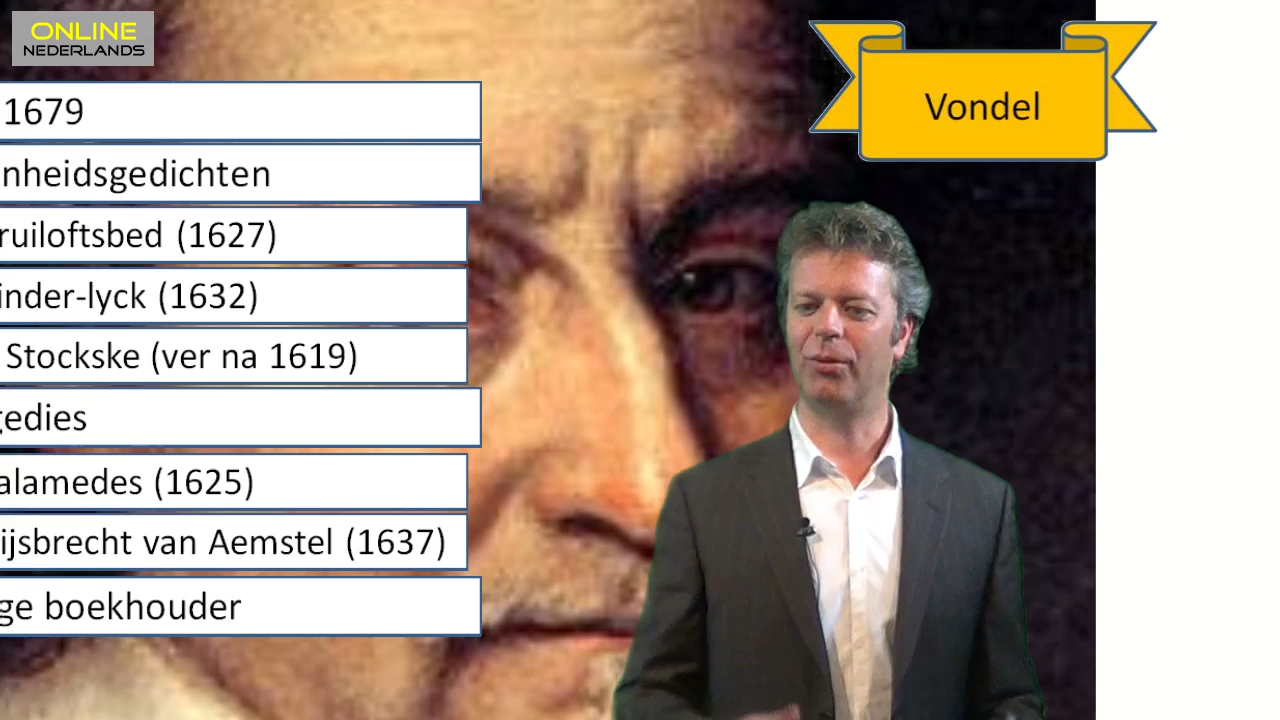 ONLINE
NEDERLANDS
Vondel
1679
nheidsgedichten
ruiloftsbed (1627)
inder-lyck (1632)
Stockske (ver na 1619)
gedies
alamedes (1625)
ijsbrecht van Aemstel (1637)
ge boekhouder